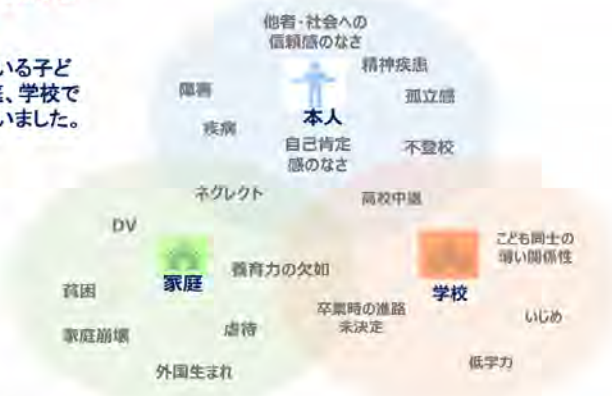 いる子ど
、学校で
いました。
他者・社会への
信頼感のなさ
精神疾患
障害
孤立感
疾病
本人
自己肯定
感のなさ
不登校
ネグレクト
高校中退
DV
こども同士の
薄い関係性
養育力の欠如
家庭
学校
貧困
卒業時の進路
未決定
いじめ
家庭崩壊
虐待
低学力
外国生まれ